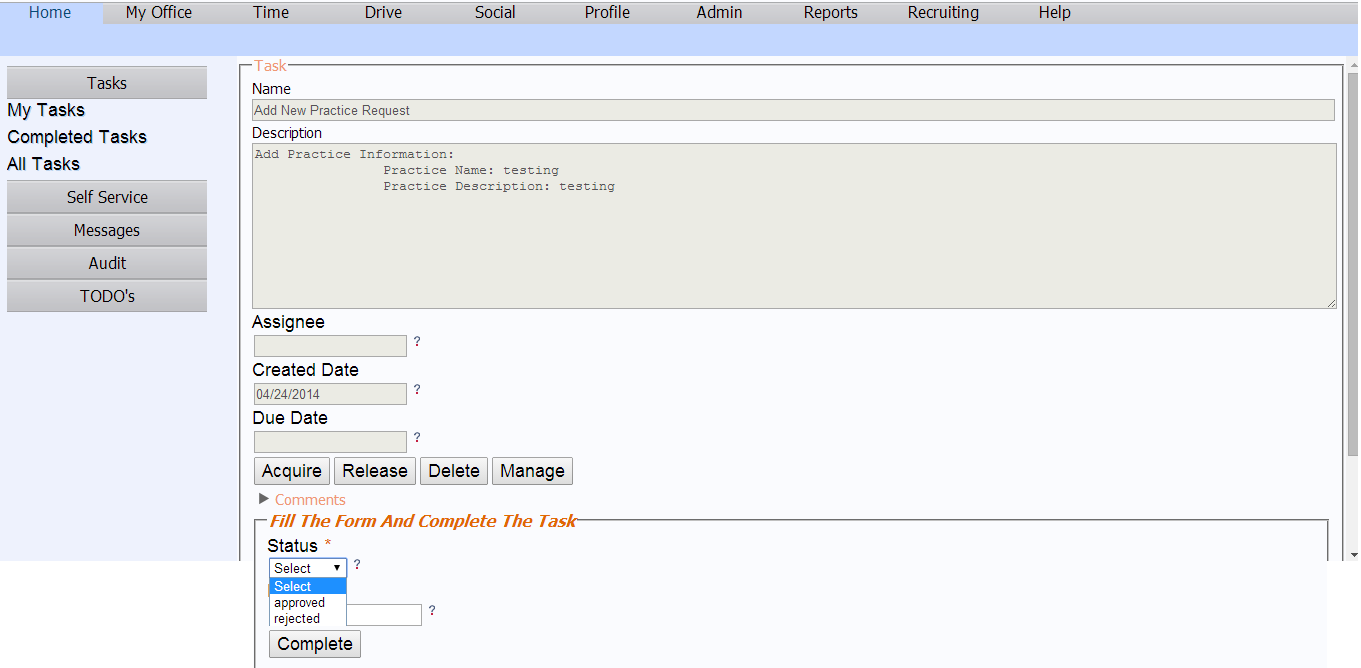 Home My Office Time Drive Social Profile Admin Reports Recruiting Help
Tasks
My Tasks
Completed Tasks
All Tasks
Self Service
Messages
Audit
TODO's
Task
Name
Add New Practice Request
Description
Add Practice Information:
Practice Name: testing
Practice Description: testing
Assignee
?
Created Date
04/24/2014 ?
Due Date
?
Acquire Release Delete Manage
Comments
Fill The Form And Complete The Task
Status *
Select ?
Select
approved
rejected
?
Complete